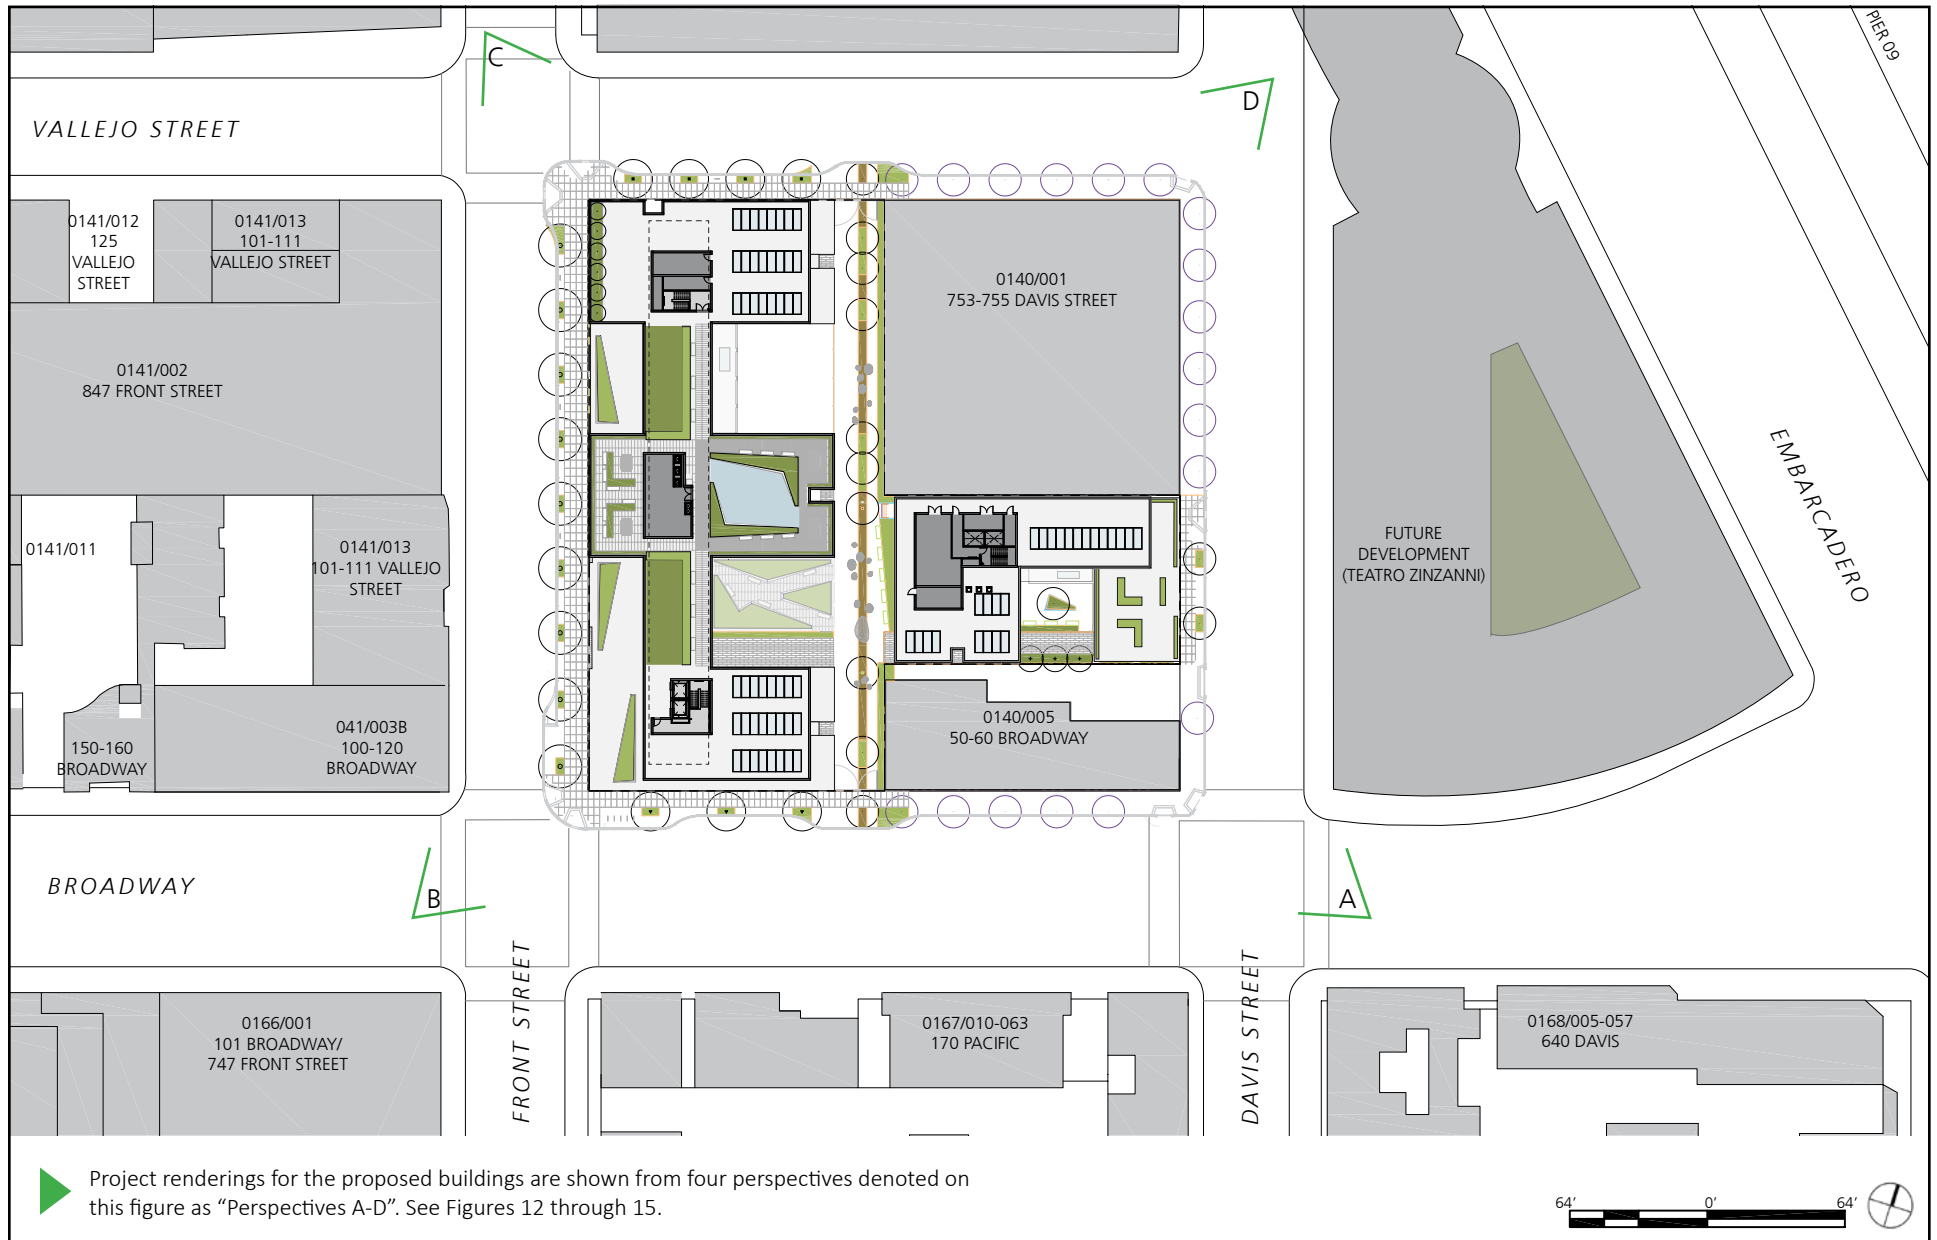 PIER 09
C
D
VALLEJO STREET
0141/012
125
VALLEJO
STREET
0141/013
101-111
VALLEJO STREET
0140/001
753-755 DAVIS STREET
0141/002
847 FRONT STREET
EMBARCADERO
0141/011
0141/013
101-111 VALLEJO
STREET
FUTURE
DEVELOPMENT
(TEATRO ZINZANNI)
0140/005
50-60 BROADWAY
150-160
BROADWAY
041/003B
100-120
BROADWAY
BROADWAY
B
A
FRONT STREET
DAVIS STREET
0166/001
101 BROADWAY/
747 FRONT STREET
0167/010-063
170 PACIFIC
0168/005-057
640 DAVIS
Project renderings for the proposed buildings are shown from four perspectives denoted on
this figure as “Perspectives A-D”. See Figures 12 through 15.
64’ 0’ 64’